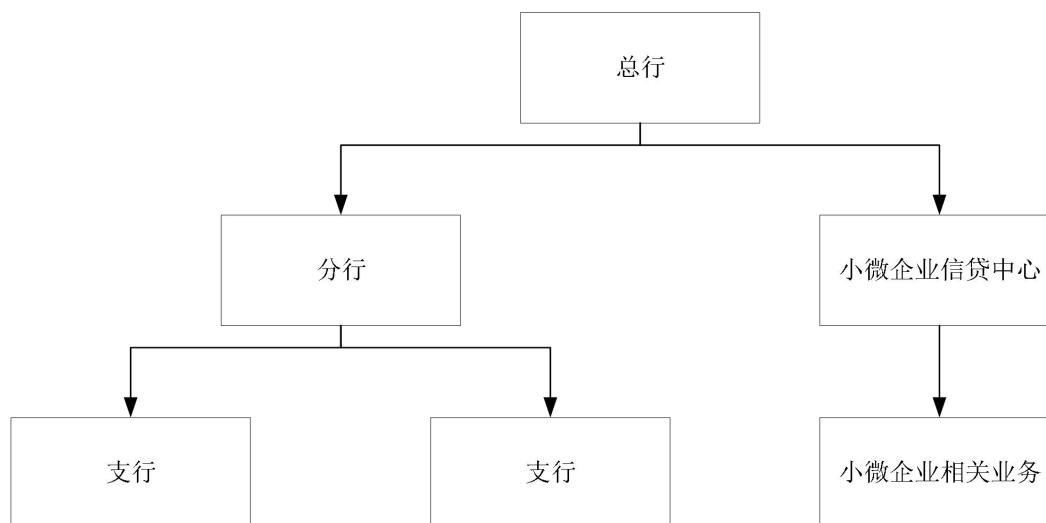 总行
分行
小微企业信贷中心
支行
支行
小微企业相关业务